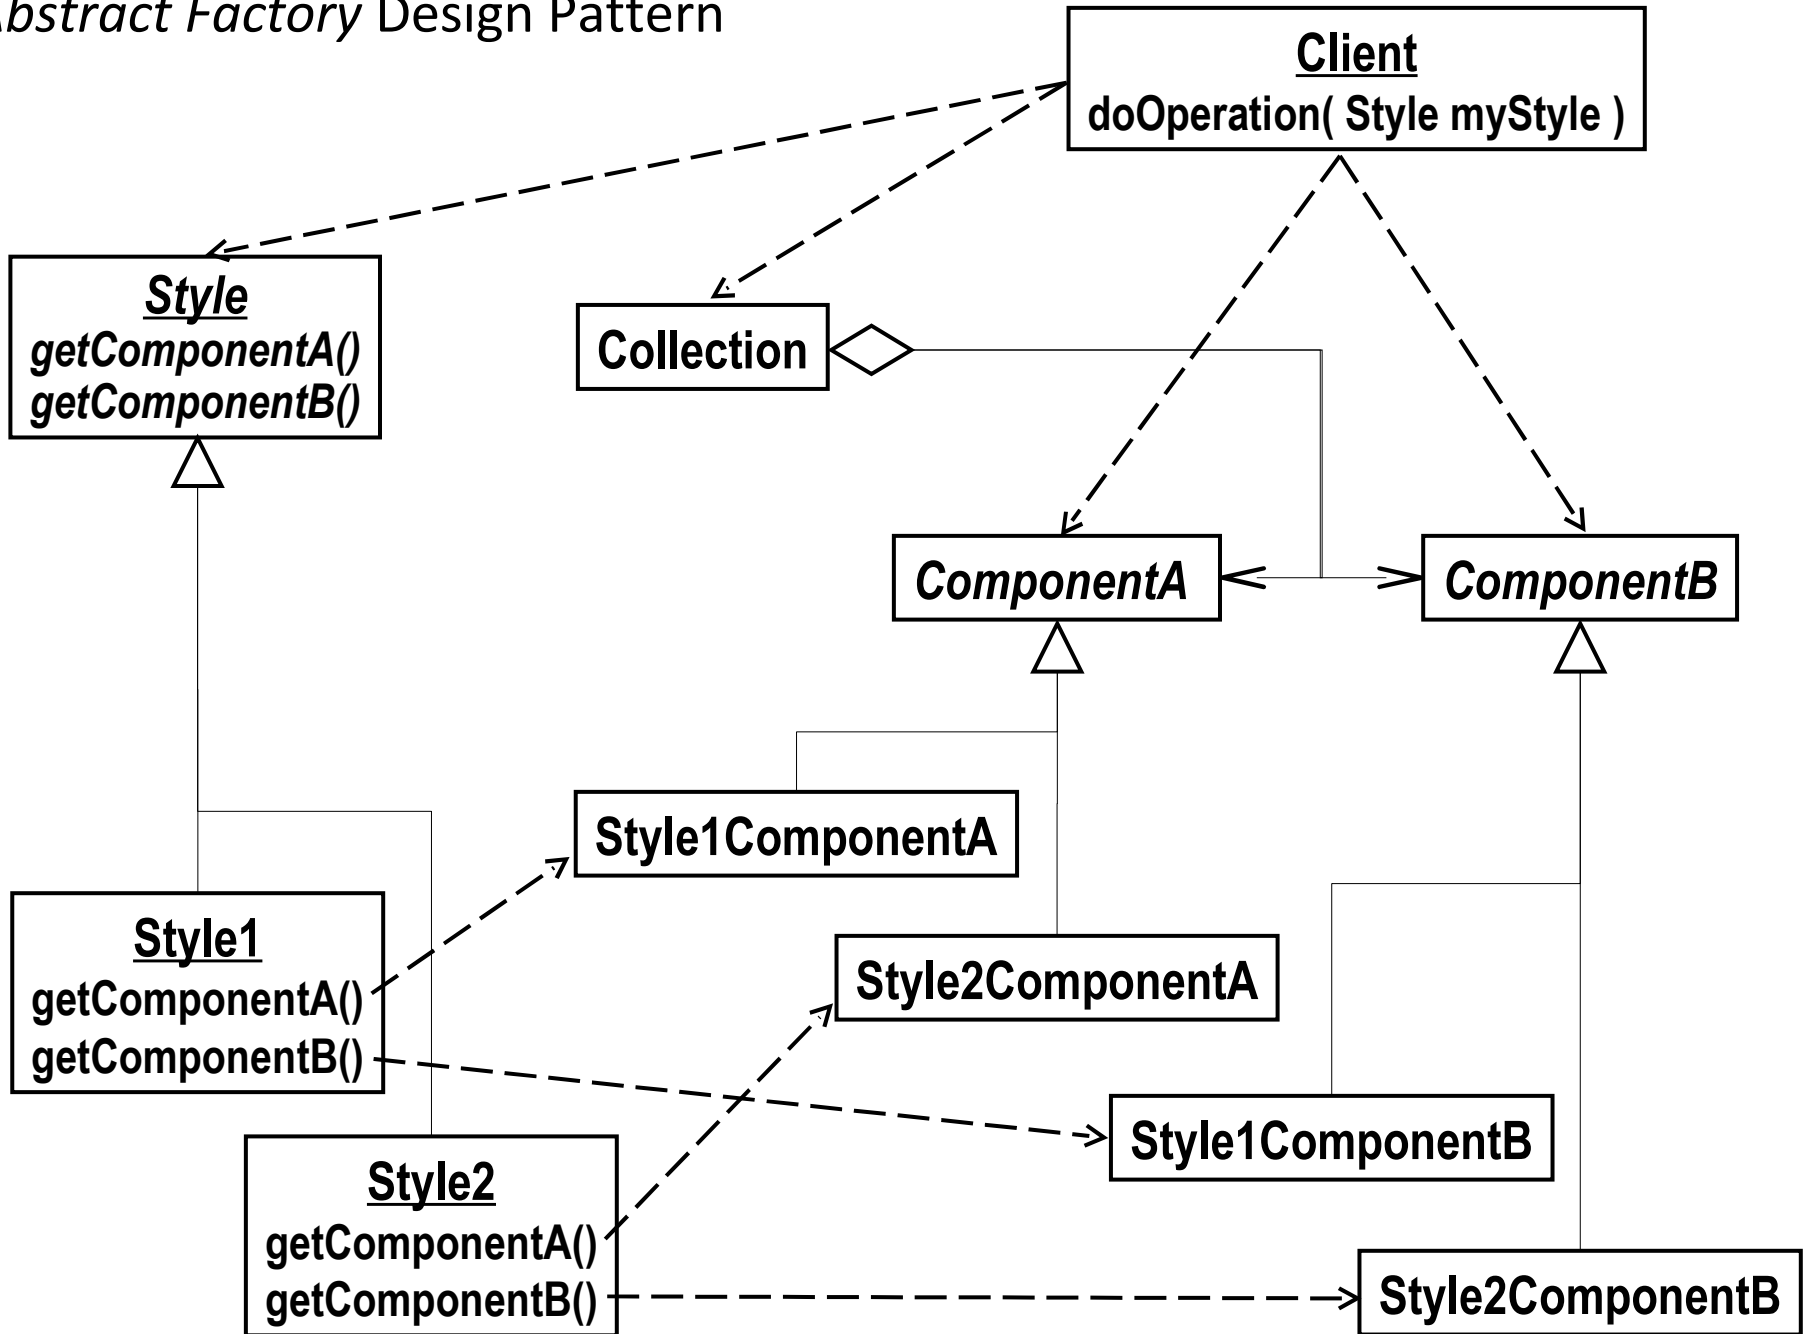 Abstract Factory Design Pattern
Client
doOperation( Style myStyle )
Style
getComponentA()
getComponentB()
Collection
ComponentA
ComponentB
Style1ComponentA
Style1
getComponentA()
getComponentB()
Style2ComponentA
Style1ComponentB
Style2
getComponentA()
getComponentB()
Style2ComponentB